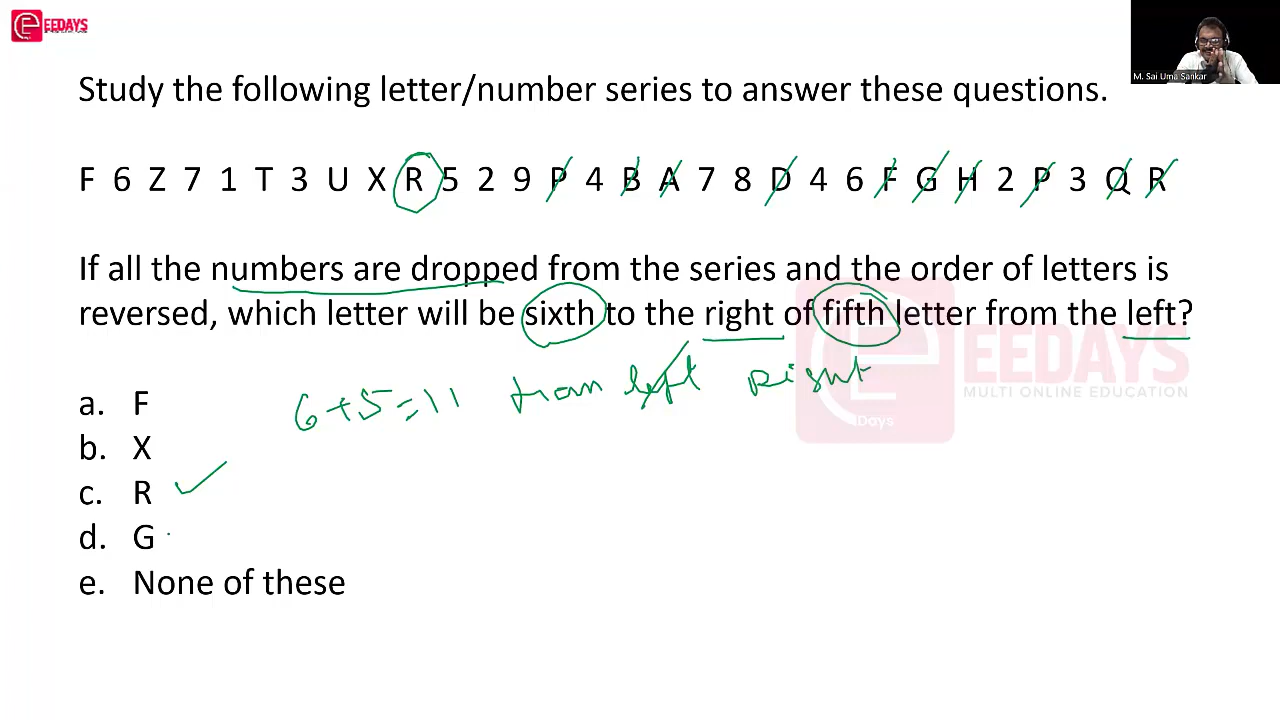 EEDAYS
M. Sai Uma Sankar
Study the following letter/number series to answer these questions.
F 6 Z 7 1 T 3 U X R 5 2 9 P 4 B A 7 8 D 4 6 F G H 2 P 3 Q R
If all the numbers are dropped from the series and the order of letters is
reversed, which letter will be sixth to the right of fifth letter from the left?
EEDAYS
MULTI ONLINE EDUCATION
Days
6+5=11 from left Right
a. F
b. X
c. R
d. G
e. None of these